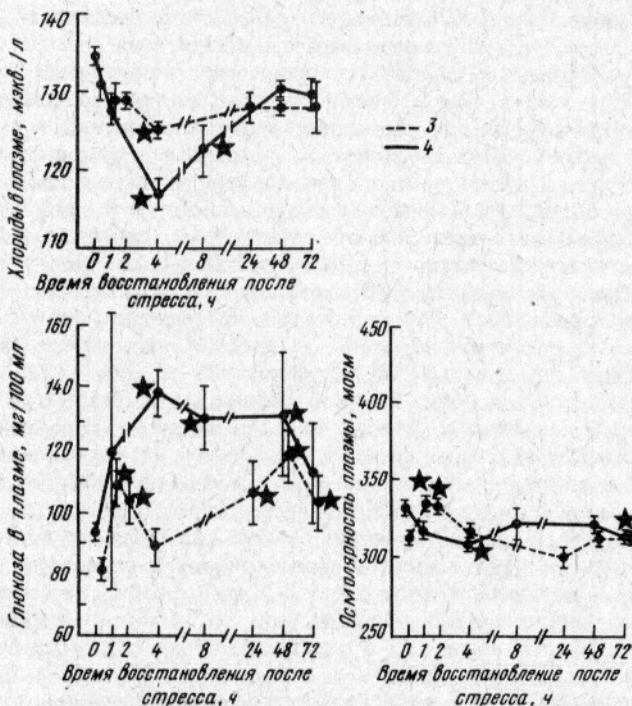 Хлориды в плазме, мэкв./л
140
130
120
110
0 1 2 4 8 24 48 72
Время восстановления после
стресса, ч
3
4
Глюкоза в плазме, мг/100 мл
160
140
120
100
80
60
0 1 2 4 8 24 48 72
Время восстановления после
стресса, ч
Осмолярность плазмы, мосм
450
400
350
300
250
0 1 2 4 8 24 48 72
Время восстановления после
стресса, ч